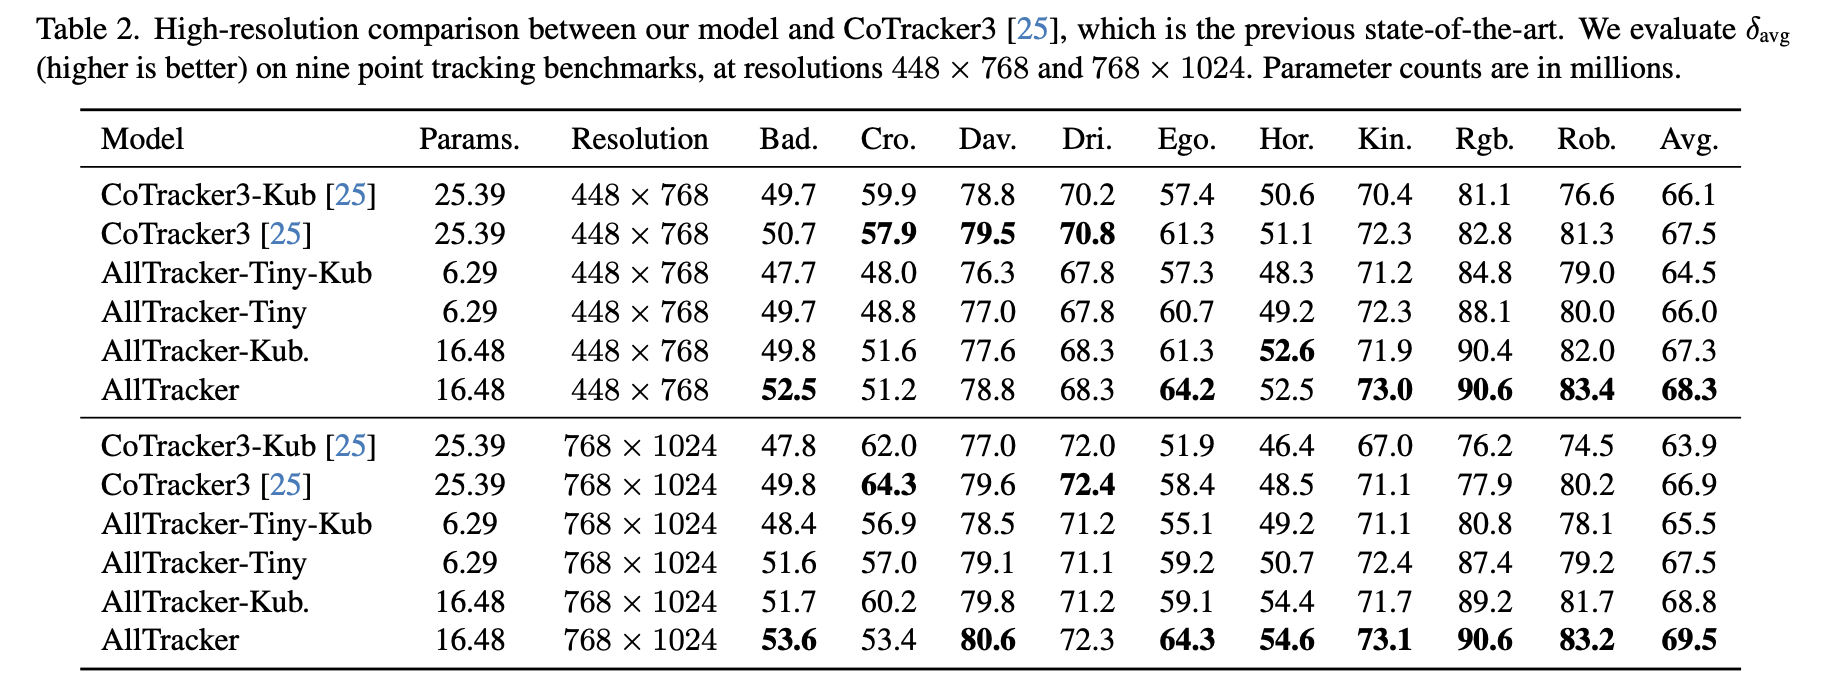 Table 2. High-resolution comparison between our model and CoTracker3 [25], which is the previous state-of-the-art. We evaluate δavg
(higher is better) on nine point tracking benchmarks, at resolutions 448 × 768 and 768 × 1024. Parameter counts are in millions.
Model Params. Resolution Bad. Cro. Dav. Dri. Ego. Hor. Kin. Rgb. Rob. Avg.
CoTracker3-Kub [25] 25.39 448 × 768 49.7 59.9 78.8 70.2 57.4 50.6 70.4 81.1 76.6 66.1
CoTracker3 [25] 25.39 448 × 768 50.7 57.9 79.5 70.8 61.3 51.1 72.3 82.8 81.3 67.5
AllTracker-Tiny-Kub 6.29 448 × 768 47.7 48.0 76.3 67.8 57.3 48.3 71.2 84.8 79.0 64.5
AllTracker-Tiny 6.29 448 × 768 49.7 48.8 77.0 67.8 60.7 49.2 72.3 88.1 80.0 66.0
AllTracker-Kub. 16.48 448 × 768 49.8 51.6 77.6 68.3 61.3 52.6 71.9 90.4 82.0 67.3
AllTracker 16.48 448 × 768 52.5 51.2 78.8 68.3 64.2 52.5 73.0 90.6 83.4 68.3
CoTracker3-Kub [25] 25.39 768 × 1024 47.8 62.0 77.0 72.0 51.9 46.4 67.0 76.2 74.5 63.9
CoTracker3 [25] 25.39 768 × 1024 49.8 64.3 79.6 72.4 58.4 48.5 71.1 77.9 80.2 66.9
AllTracker-Tiny-Kub 6.29 768 × 1024 48.4 56.9 78.5 71.2 55.1 49.2 71.1 80.8 78.1 65.5
AllTracker-Tiny 6.29 768 × 1024 51.6 57.0 79.1 71.1 59.2 50.7 72.4 87.4 79.2 67.5
AllTracker-Kub. 16.48 768 × 1024 51.7 60.2 79.8 71.2 59.1 54.4 71.7 89.2 81.7 68.8
AllTracker 16.48 768 × 1024 53.6 53.4 80.6 72.3 64.3 54.6 73.1 90.6 83.2 69.5